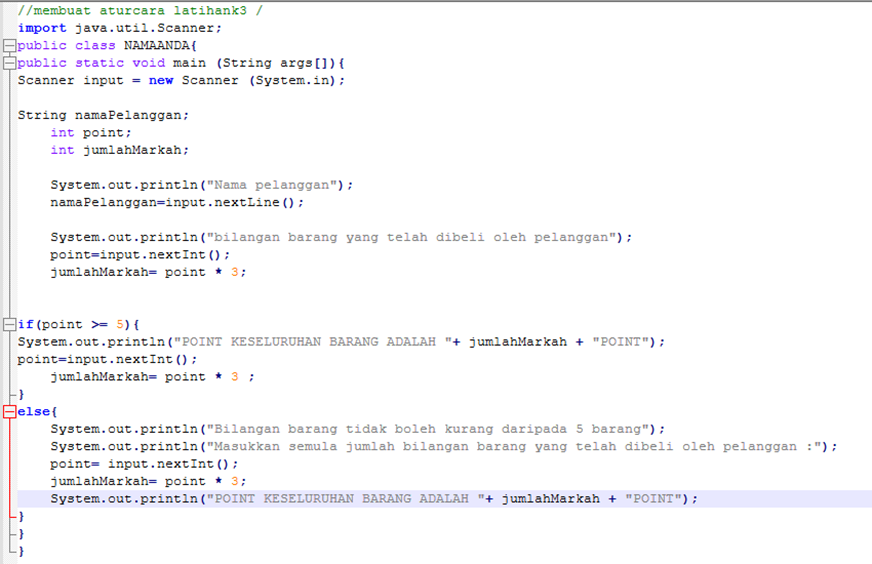 //membuat aturcara latihank3 /
import java.util.Scanner;
public class NAMAANDA{
public static void main (String args[]){
Scanner input = new Scanner (System.in);
String namaPelanggan;
int point;
int jumlahMarkah;
System.out.println("Nama pelanggan");
namaPelanggan=input.nextLine();
System.out.println("bilangan barang yang telah dibeli oleh pelanggan");
point=input.nextInt();
jumlahMarkah= point * 3;
if(point >= 5){
System.out.println("POINT KESELURUHAN BARANG ADALAH "+ jumlahMarkah + "POINT");
point=input.nextInt();
jumlahMarkah= point * 3 ;
}
else{
System.out.println("Bilangan barang tidak boleh kurang daripada 5 barang");
System.out.println("Masukkan semula jumlah bilangan barang yang telah dibeli oleh pelanggan :");
point= input.nextInt();
jumlahMarkah= point * 3;
System.out.println("POINT KESELURUHAN BARANG ADALAH "+ jumlahMarkah + "POINT");
}
}
}